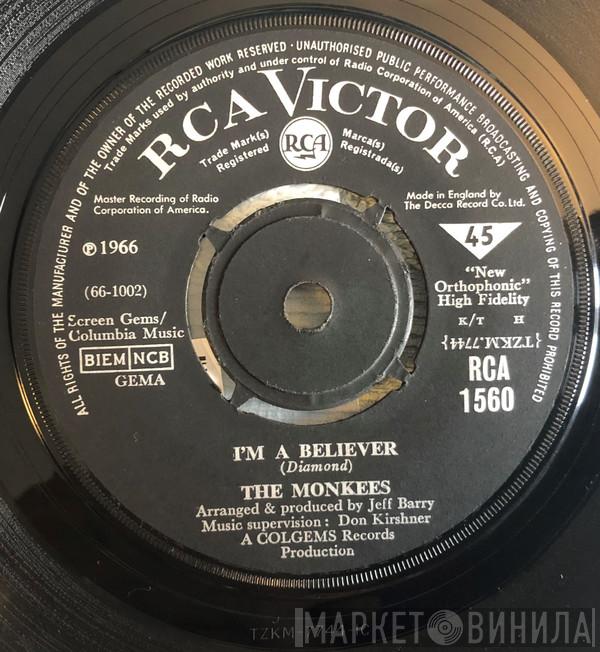 ALL RIGHTS OF THE MANUFACTURER AND OF THE OWNER OF THE RECORDED WORK RESERVED · UNAUTHORISED PUBLIC PERFORMANCE BROADCASTING AND COPYING OF THIS RECORD PROHIBITED
Trade Marks used by authority and under control of Radio Corporation of America (R.C.A.)
RCA VICTOR
Trade Mark(s)
Registered
RCA
Marca(s)
Registrada(s)
Master Recording of Radio
Corporation of America.
Made in England by
The Decca Record Co. Ltd.
℗ 1966
45
(66-1002)
"New
Orthophonic"
High Fidelity
Screen Gems/
Columbia Music
K/T H
{TZKM.7744}
BIEM NCB
GEMA
RCA
1560
I'M A BELIEVER
(Diamond)
THE MONKEES
Arranged & produced by Jeff Barry
Music supervision : Don Kirshner
A COLGEMS Records
Production
МАРКЕТ ВИНИЛА